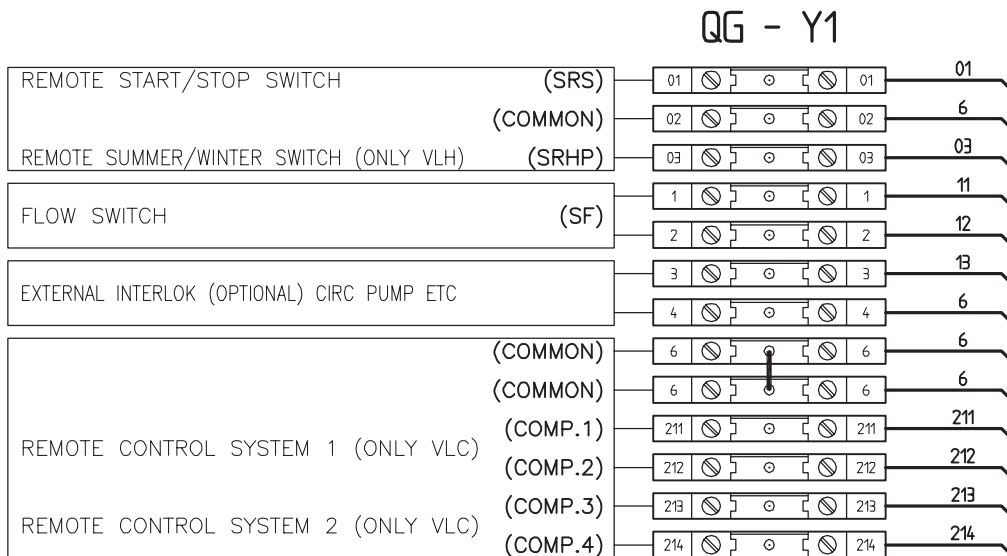 QG - Y1
REMOTE START/STOP SWITCH (SRS) 01 01 01
(COMMON) 02 02 6
REMOTE SUMMER/WINTER SWITCH (ONLY VLH) (SRHP) 03 03 03
1 1 11
FLOW SWITCH (SF)
2 2 12
3 3 13
EXTERNAL INTERLOK (OPTIONAL) CIRC PUMP ETC
4 4 6
(COMMON) 6 6 6
(COMMON) 6 6 6
(COMP.1) 211 211 211
REMOTE CONTROL SYSTEM 1 (ONLY VLC)
(COMP.2) 212 212 212
(COMP.3) 213 213 213
REMOTE CONTROL SYSTEM 2 (ONLY VLC)
(COMP.4) 214 214 214